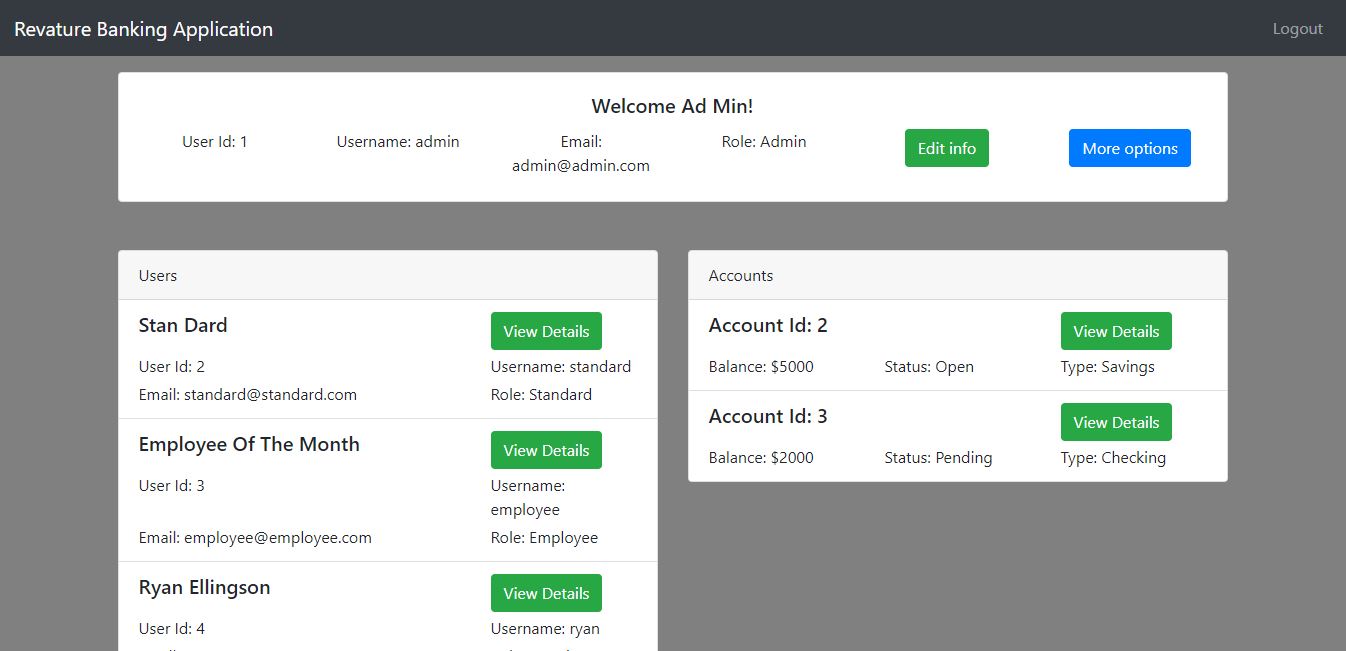 Revature Banking Application
Logout
Welcome Ad Min!
User Id: 1
Username: admin
Email:
admin@admin.com
Role: Admin
Edit info
More options
Users
Stan Dard
View Details
User Id: 2
Username: standard
Email: standard@standard.com
Role: Standard
Employee Of The Month
View Details
User Id: 3
Username:
employee
Email: employee@employee.com
Role: Employee
Ryan Ellingson
View Details
User Id: 4
Username: ryan
Accounts
Account Id: 2
View Details
Balance: $5000
Status: Open
Type: Savings
Account Id: 3
View Details
Balance: $2000
Status: Pending
Type: Checking